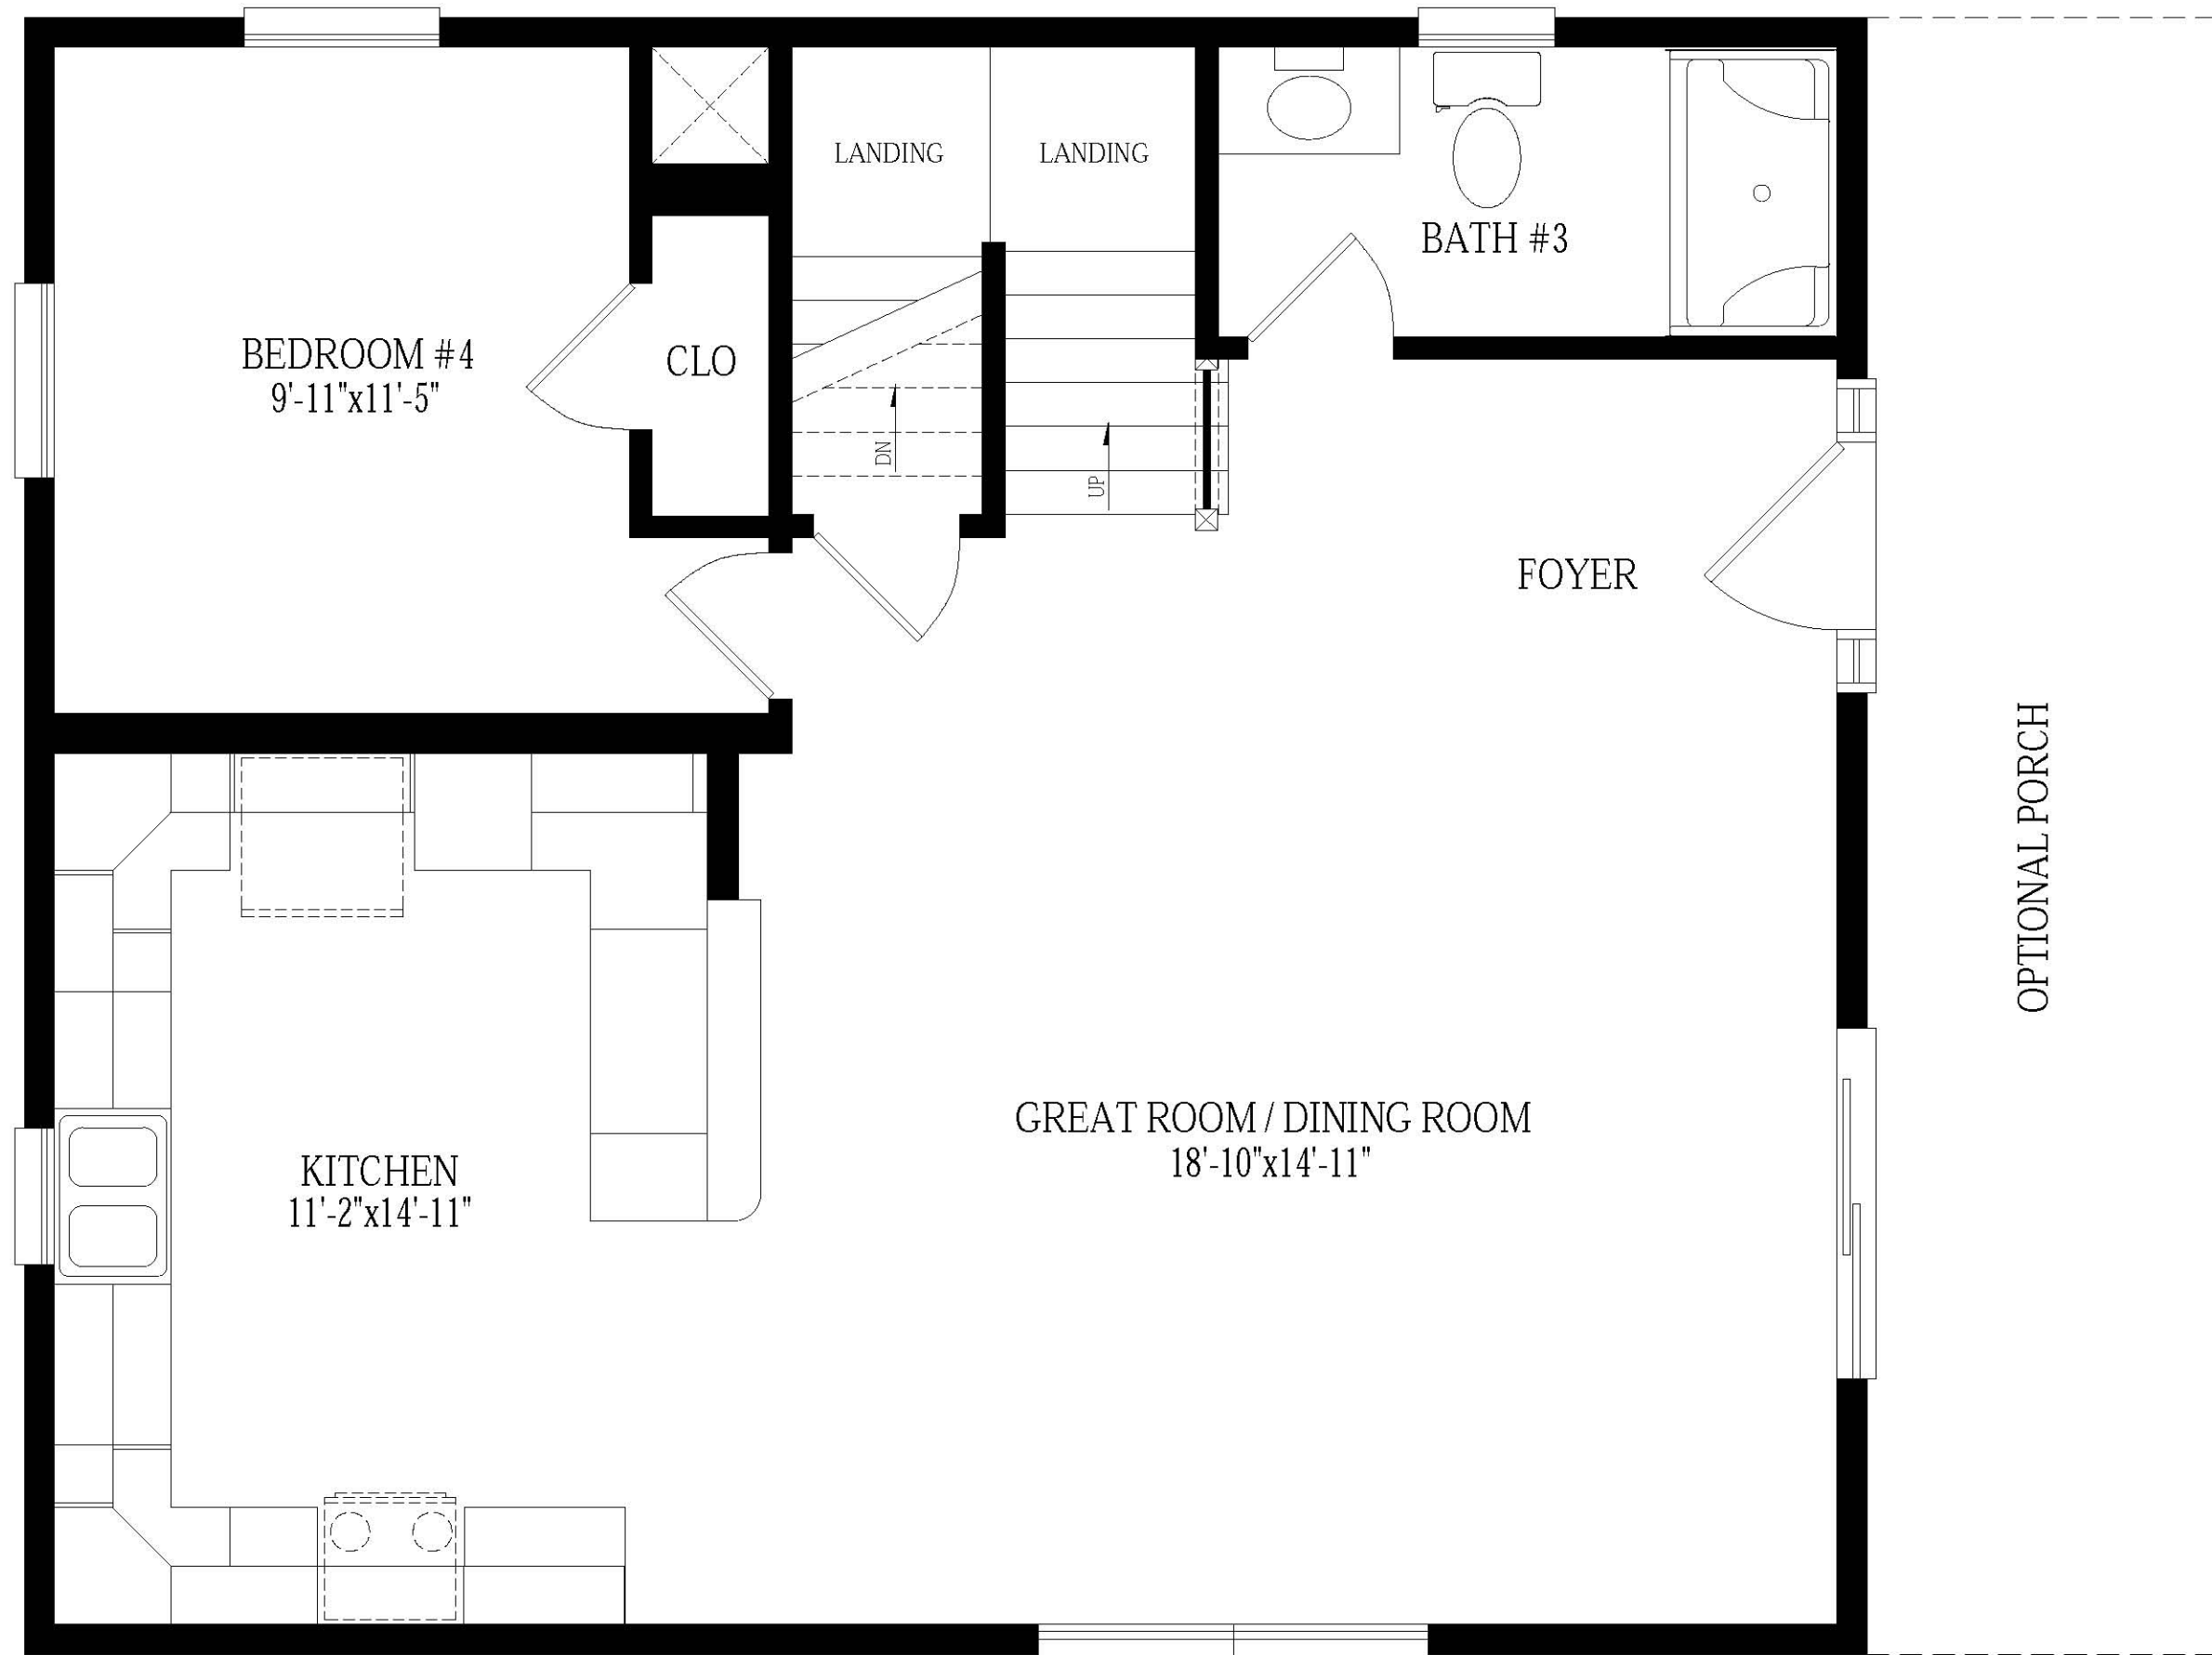 LANDING
LANDING
BATH #3
BEDROOM #4
9'-11"x11'-5"
CLO
DN
UP
FOYER
OPTIONAL PORCH
GREAT ROOM / DINING ROOM
18'-10"x14'-11"
KITCHEN
11'-2"x14'-11"